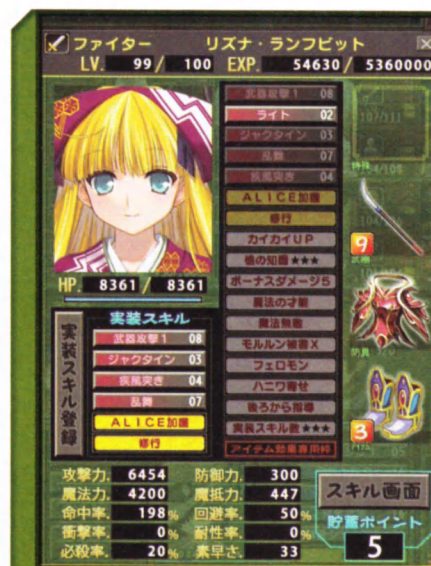 ファイター リズナ・ランフビット
LV. 99 / 100 EXP. 54630 / 5360000
武器攻撃1 08
ライト 02
ジャクタイン 03
乱舞 07
疾風突き 04
ALICE加護
修行
カイカイUP
槍の知識★★★
ボーナスダメージ5
魔法の才能
魔法無敵
モルルン被害X
フェロモン
ハニワ寄せ
後ろから指導
実装スキル数★★★
アイテム効果専用枠
9
武器
防具
3
HP. 8361 / 8361
実装スキル登録
実装スキル
武器攻撃1 08
ジャクタイン 03
疾風突き 04
乱舞 07
ALICE加護
修行
攻撃力. 6454 防御力. 300
魔法力. 4200 魔抵力. 447
命中率. 198% 回避率. 50%
衝撃率. 0% 耐性率. 0%
必殺率. 20% 素早さ. 33
スキル画面
貯蓄ポイント
5